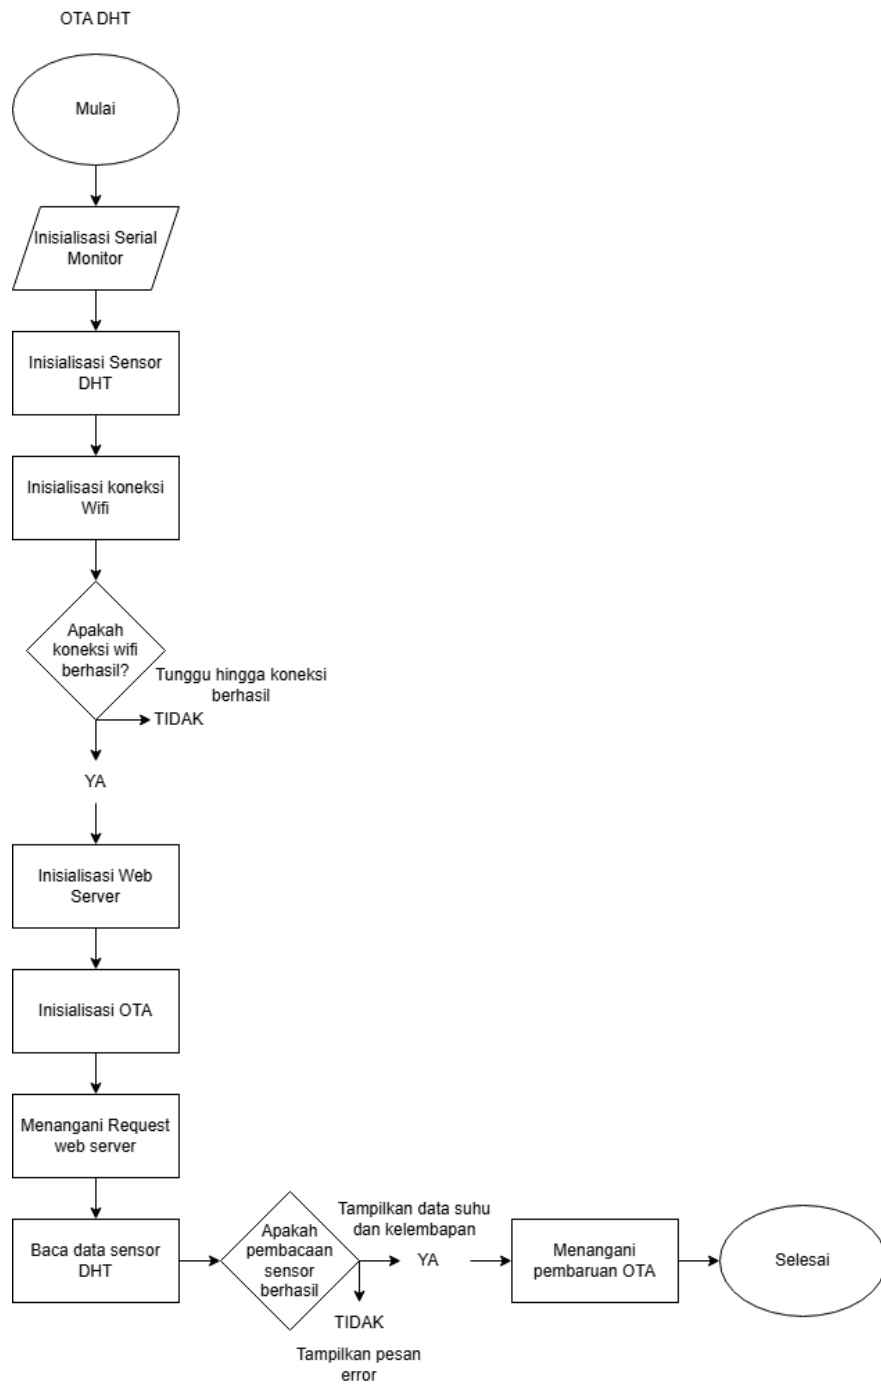 OTA DHT
Mulai
Inisialisasi Serial
Monitor
Inisialisasi Sensor
DHT
Inisialisasi koneksi
Wifi
Apakah
koneksi wifi
berhasil?
Tunggu hingga koneksi
berhasil
TIDAK
YA
Inisialisasi Web
Server
Inisialisasi OTA
Menangani Request
web server
Baca data sensor
DHT
Apakah
pembacaan
sensor
berhasil
Tampilkan data suhu
dan kelembapan
YA
TIDAK
Tampilkan pesan
error
Menangani
pembaruan OTA
Selesai